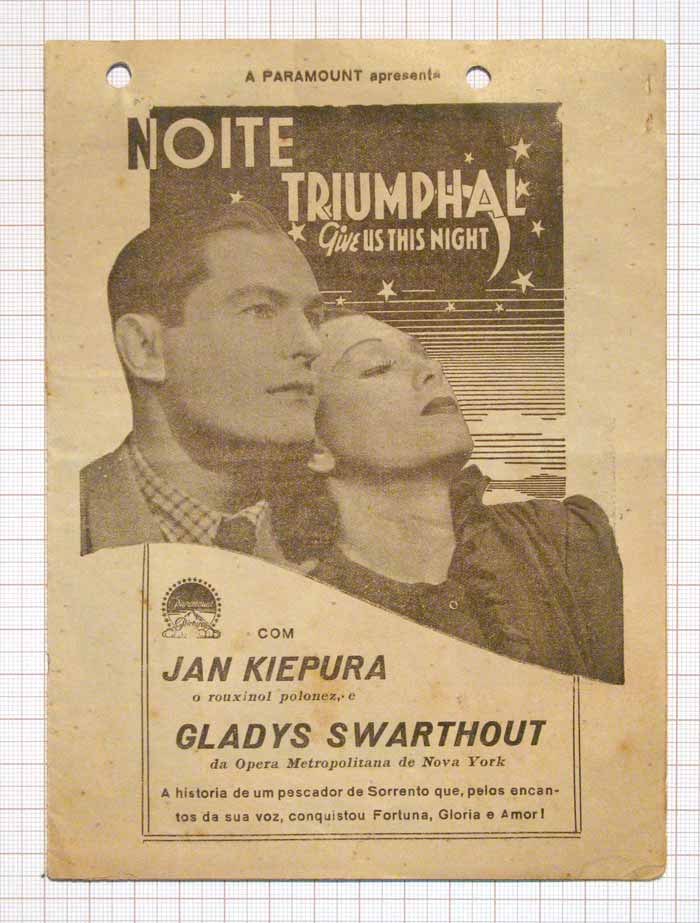 A PARAMOUNT apresenta
NOITE
TRIUMPHAL
Give US THIS NIGHT
Paramount
Pictures
COM
JAN KIEPURA
o rouxinol polonez, e
GLADYS SWARTHOUT
da Opera Metropolitana de Nova York
A historia de um pescador de Sorrento que, pelos encan-
tos da sua voz, conquistou Fortuna, Gloria e Amor!